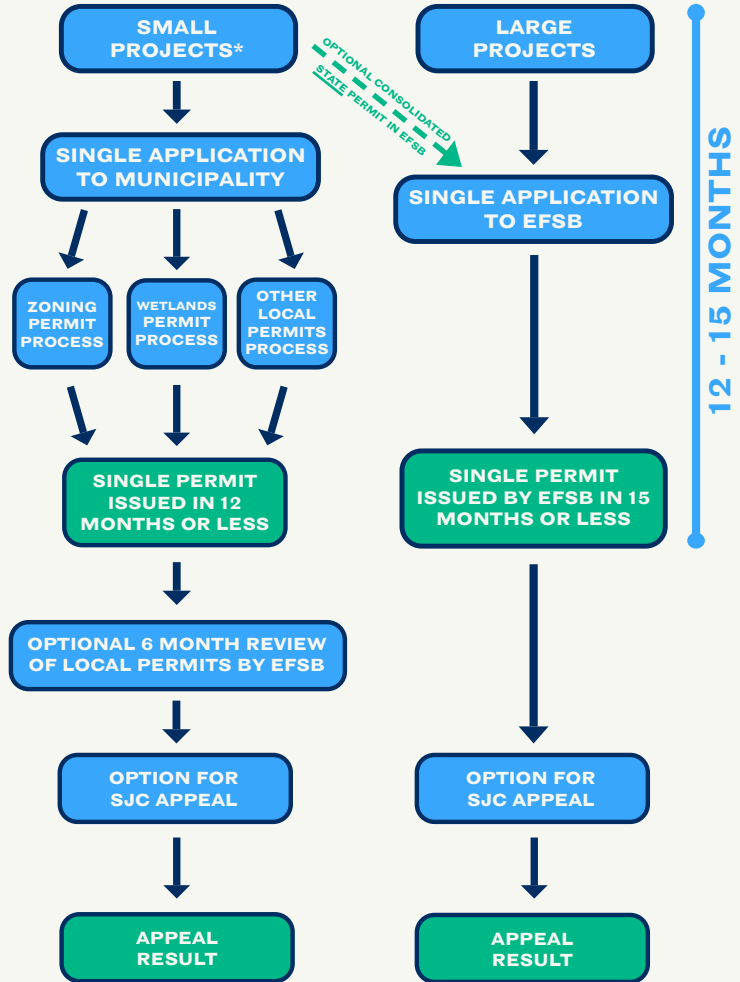 SMALL
PROJECTS*
LARGE
PROJECTS
OPTIONAL CONSOLIDATED
STATE PERMIT IN EFSB
SINGLE APPLICATION
TO MUNICIPALITY
SINGLE APPLICATION
TO EFSB
12 - 15 MONTHS
ZONING
PERMIT
PROCESS
WETLANDS
PERMIT
PROCESS
OTHER
LOCAL
PERMITS
PROCESS
SINGLE PERMIT
ISSUED IN 12
MONTHS OR LESS
SINGLE PERMIT
ISSUED BY EFSB IN 15
MONTHS OR LESS
OPTIONAL 6 MONTH REVIEW
OF LOCAL PERMITS BY EFSB
OPTION FOR
SJC APPEAL
OPTION FOR
SJC APPEAL
APPEAL
RESULT
APPEAL
RESULT